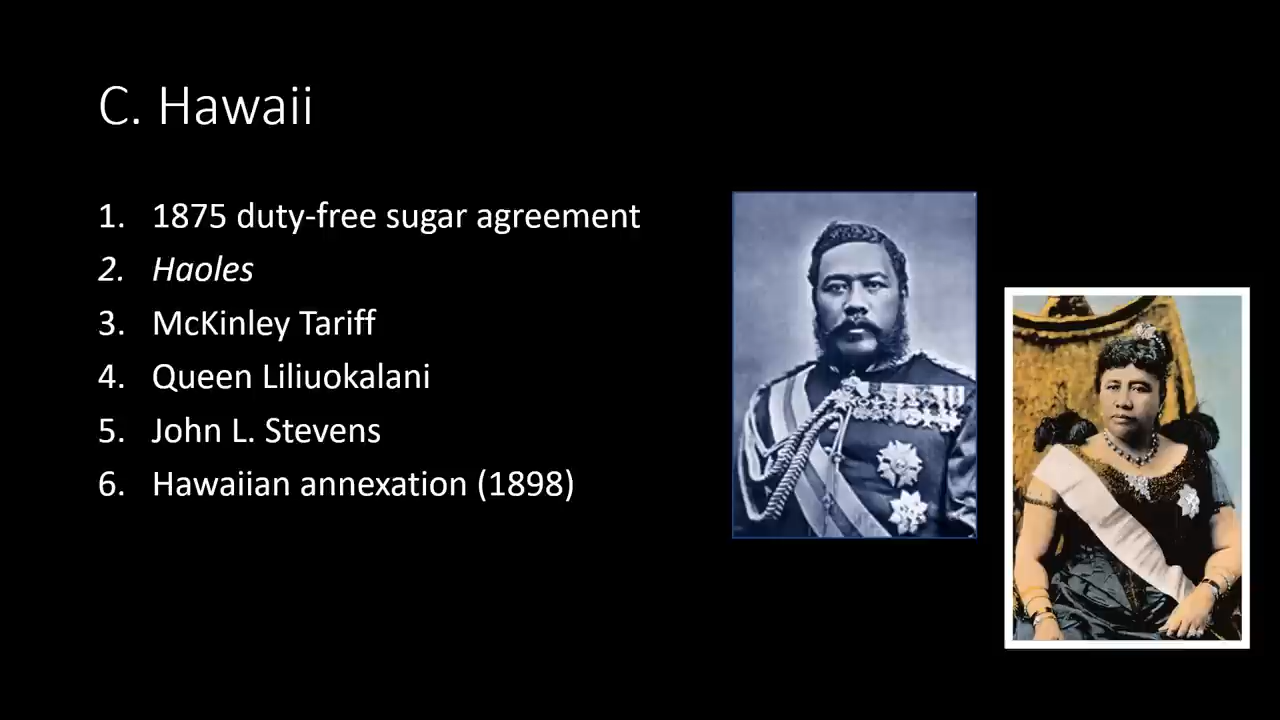 C. Hawaii
1. 1875 duty-free sugar agreement
2. Haoles
3. McKinley Tariff
4. Queen Liliuokalani
5. John L. Stevens
6. Hawaiian annexation (1898)